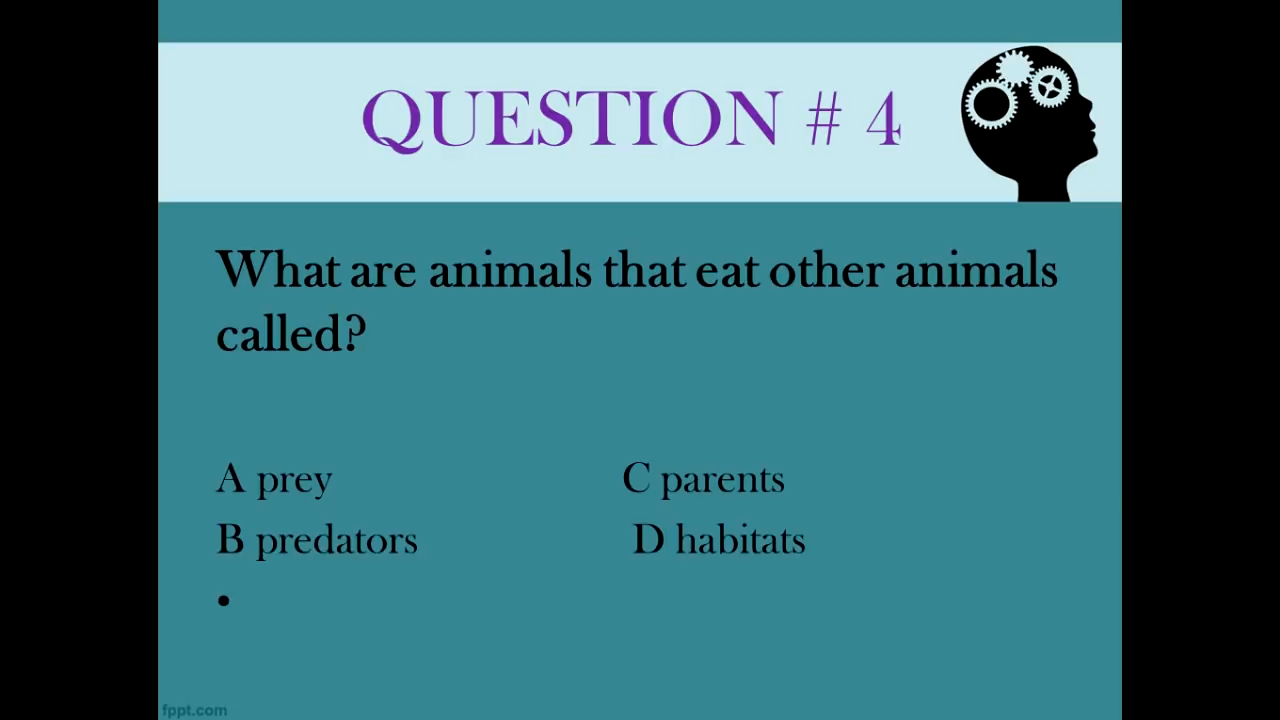 QUESTION # 4
What are animals that eat other animals
called?
A prey C parents
B predators D habitats
•
fppt.com